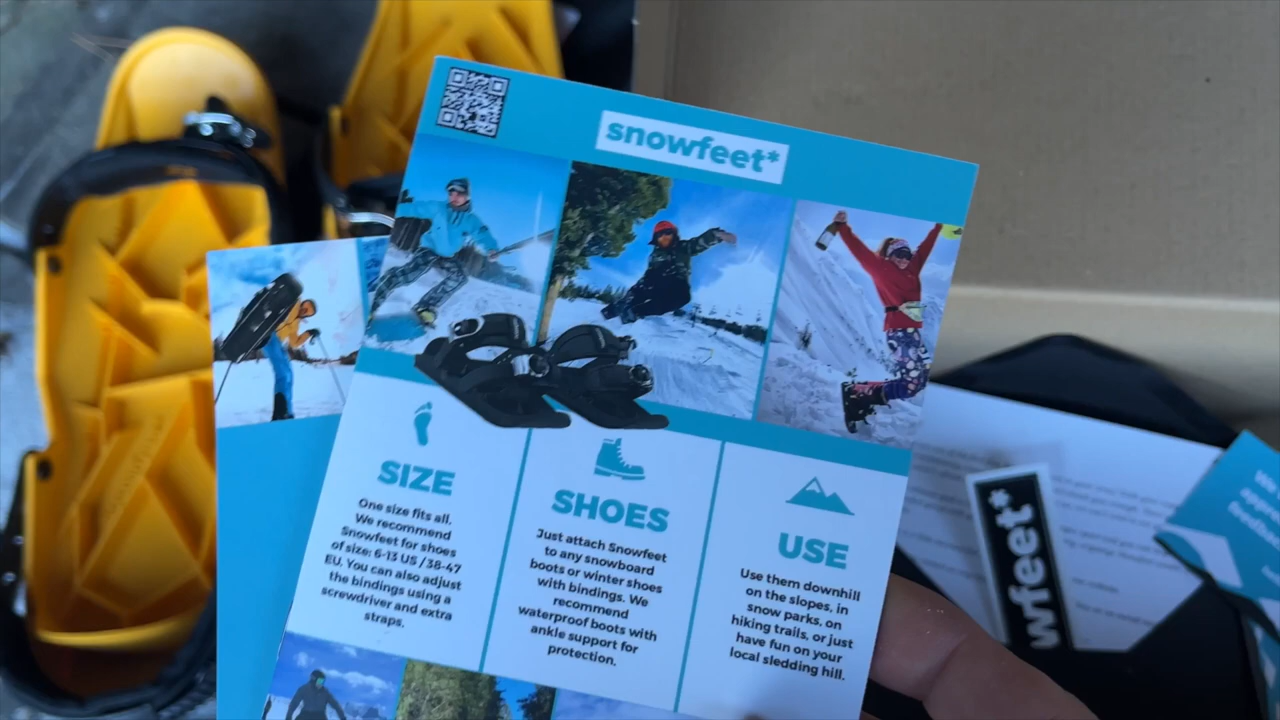 snowfeet*
SIZE
One size fits all.
We recommend
Snowfeet for shoes
of size: 6-13 US / 38-47
EU. You can also adjust
the bindings using a
screwdriver and extra
straps.
SHOES
Just attach Snowfeet
to any snowboard
boots or winter shoes
with bindings. We
recommend
waterproof boots with
ankle support for
protection.
USE
Use them downhill
on the slopes, in
snow parks, on
hiking trails, or just
have fun on your
local sledding hill.
wfeet*